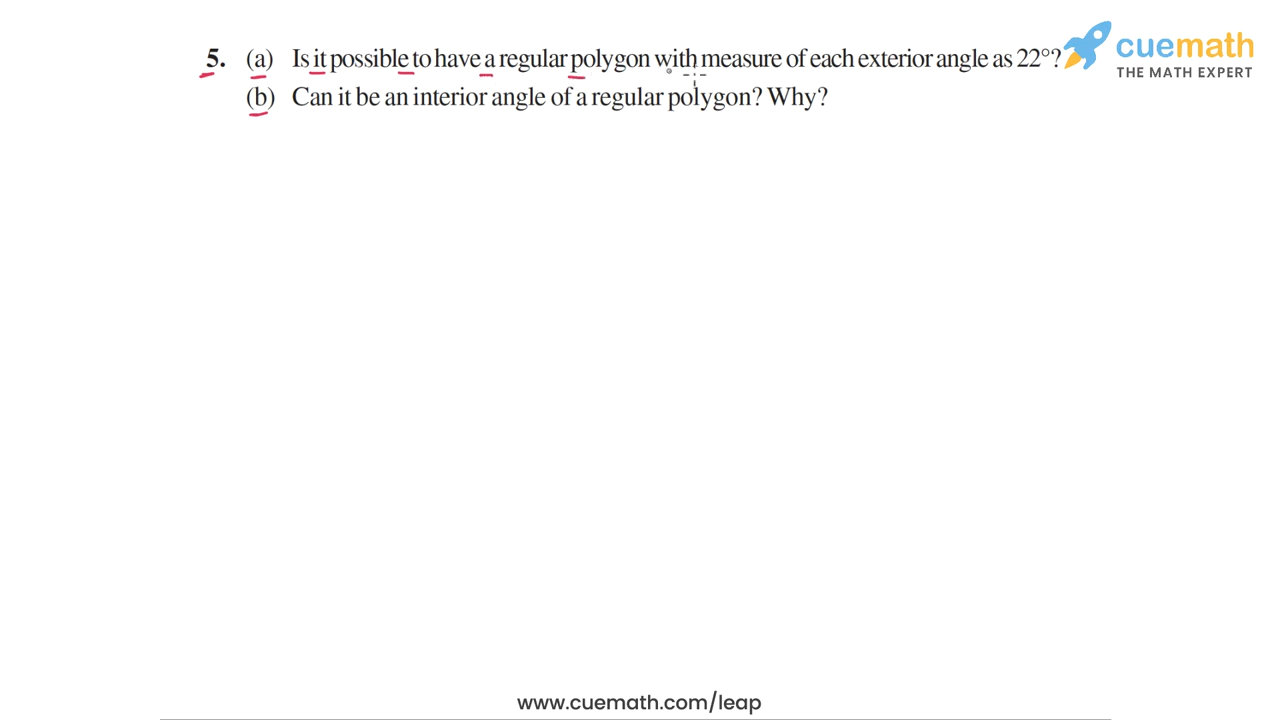 5. (a) Is it possible to have a regular polygon with measure of each exterior angle as 22°?
(b) Can it be an interior angle of a regular polygon? Why?
cuemath
THE MATH EXPERT
www.cuemath.com/leap